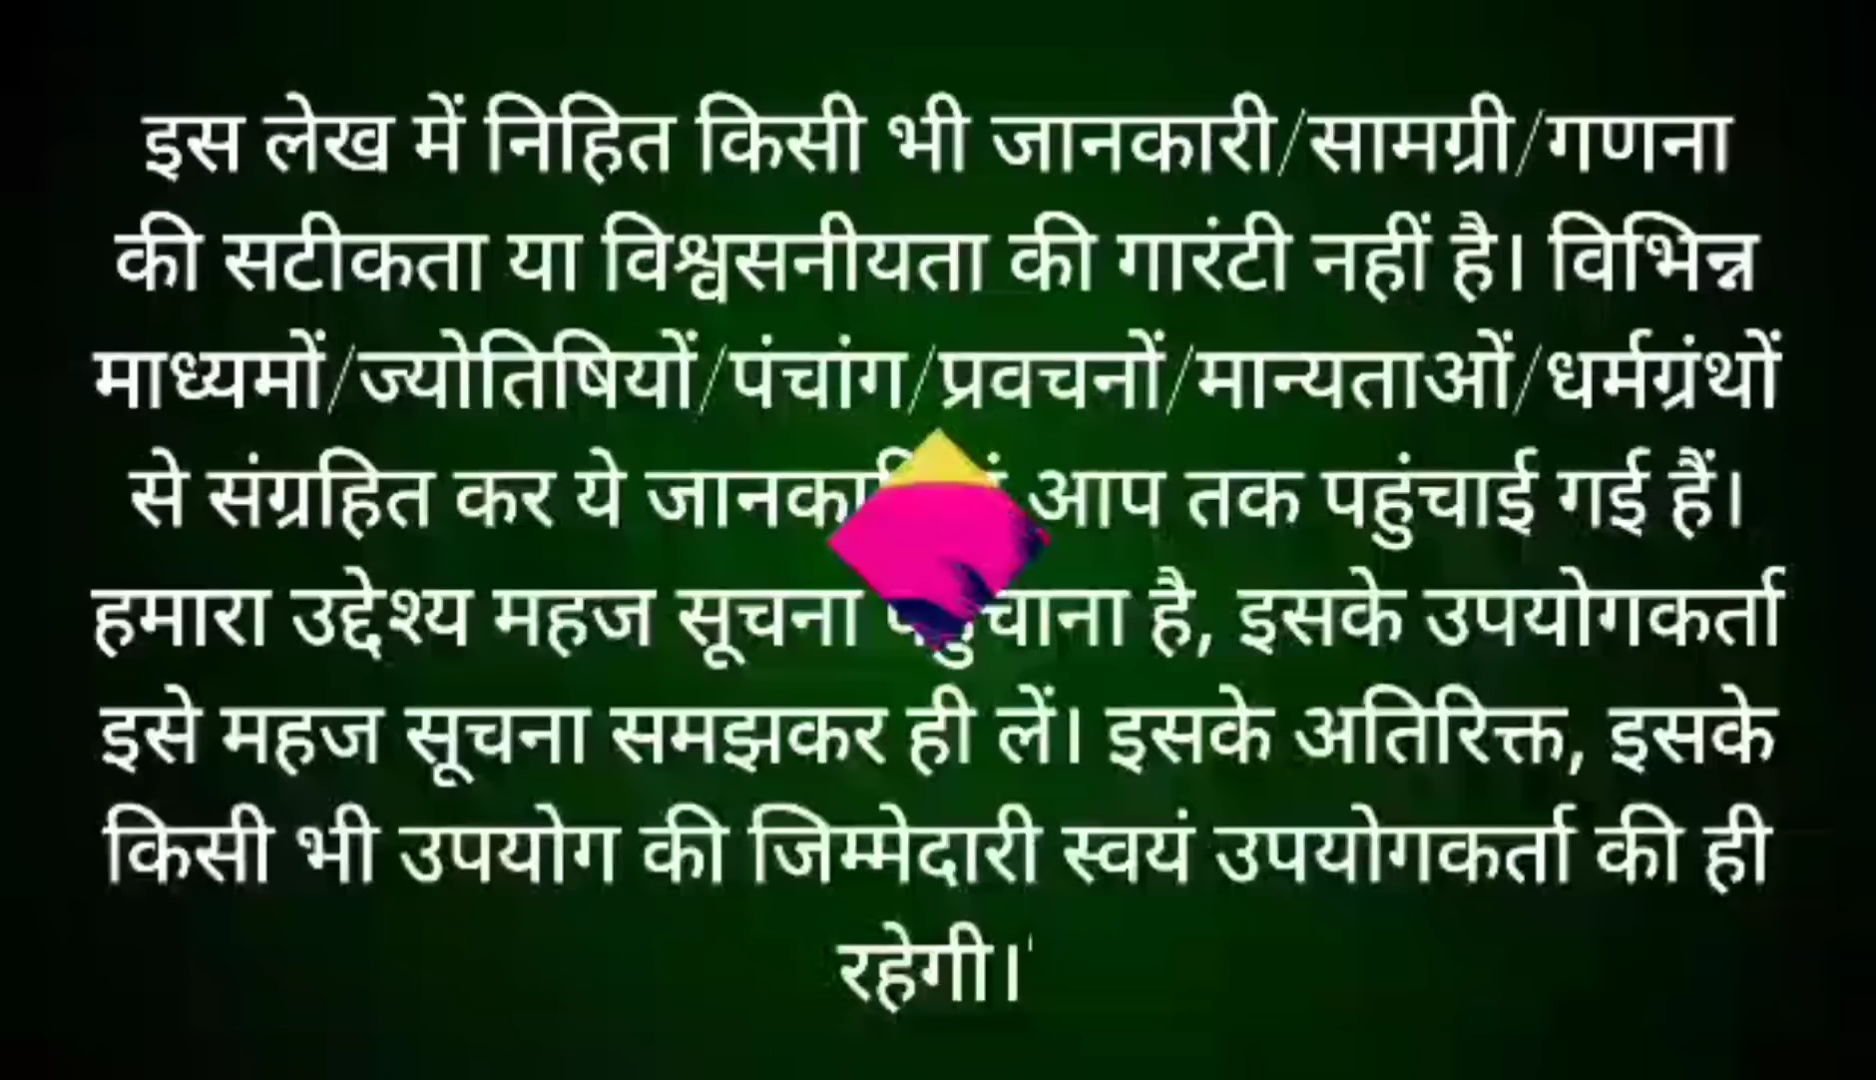 इस लेख में निहित किसी भी जानकारी/सामग्री/गणना
की सटीकता या विश्वसनीयता की गारंटी नहीं है। विभिन्न
माध्यमों/ज्योतिषियों/पंचांग/प्रवचनों/मान्यताओं/धर्मग्रंथों
से संग्रहित कर ये आप तक पहुंचाई गई हैं।
हमारा उद्देश्य महज सूचना है, इसके उपयोगकर्ता
इसे महज सूचना समझकर ही लें। इसके अतिरिक्त, इसके
किसी भी उपयोग की जिम्मेदारी स्वयं उपयोगकर्ता की ही
रहेगी।'